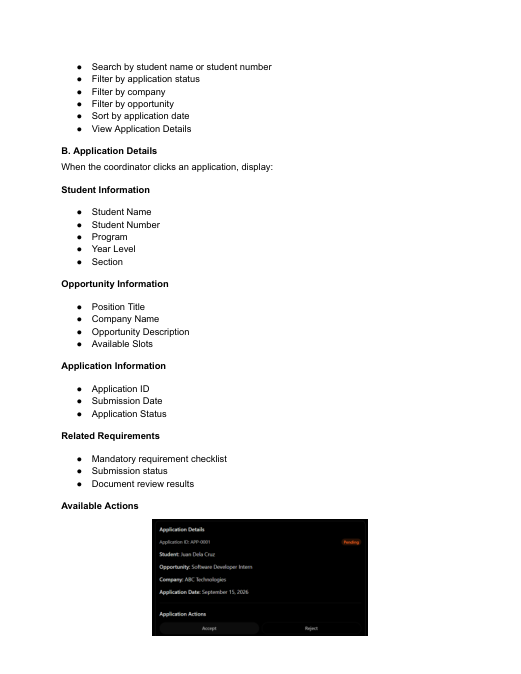 ● Search by student name or student number
● Filter by application status
● Filter by company
● Filter by opportunity
● Sort by application date
● View Application Details
B. Application Details
When the coordinator clicks an application, display:
Student Information
● Student Name
● Student Number
● Program
● Year Level
● Section
Opportunity Information
● Position Title
● Company Name
● Opportunity Description
● Available Slots
Application Information
● Application ID
● Submission Date
● Application Status
Related Requirements
● Mandatory requirement checklist
● Submission status
● Document review results
Available Actions
Application Details
Application ID: APP-0001 Pending
Student: Juan Dela Cruz
Opportunity: Software Developer Intern
Company: ABC Technologies
Application Date: September 15, 2026
Application Actions
Accept Reject